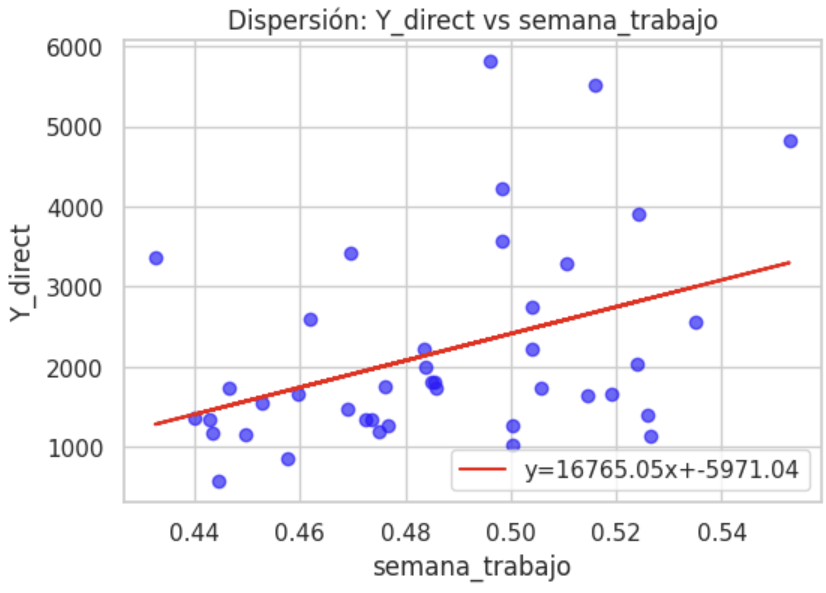 Dispersión: Y_direct vs semana_trabajo
6000
5000
4000
3000
2000
1000
Y_direct
y=16765.05x+-5971.04
0.44 0.46 0.48 0.50 0.52 0.54
semana_trabajo